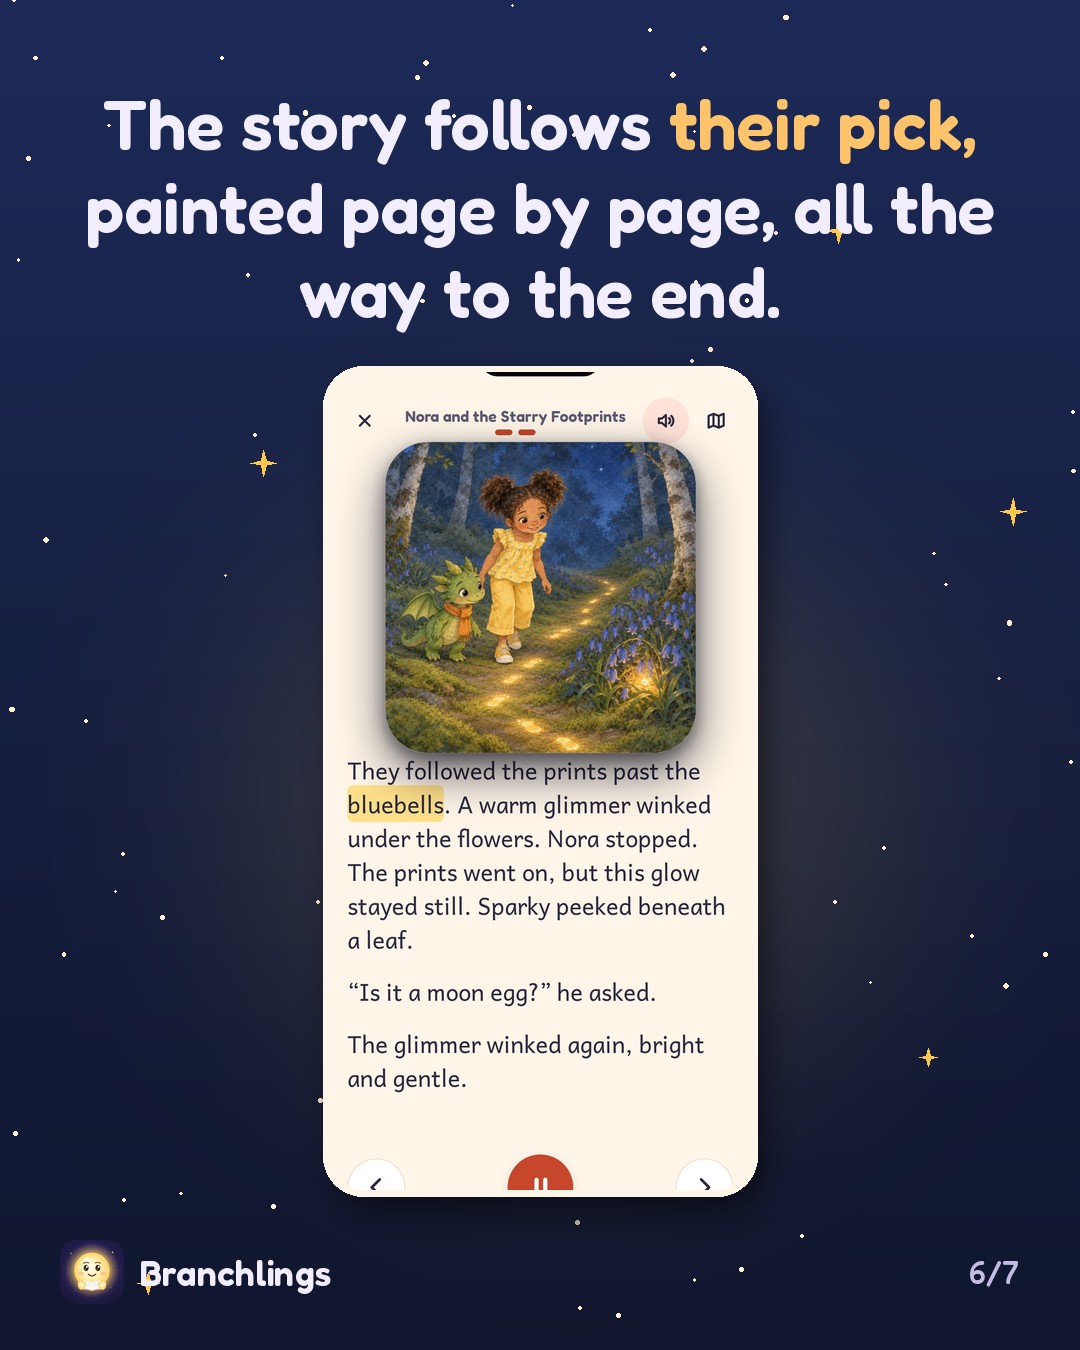 The story follows their pick,
painted page by page, all the
way to the end.
Nora and the Starry Footprints
They followed the prints past the
bluebells. A warm glimmer winked
under the flowers. Nora stopped.
The prints went on, but this glow
stayed still. Sparky peeked beneath
a leaf.
“Is it a moon egg?” he asked.
The glimmer winked again, bright
and gentle.
Branchlings
6/7